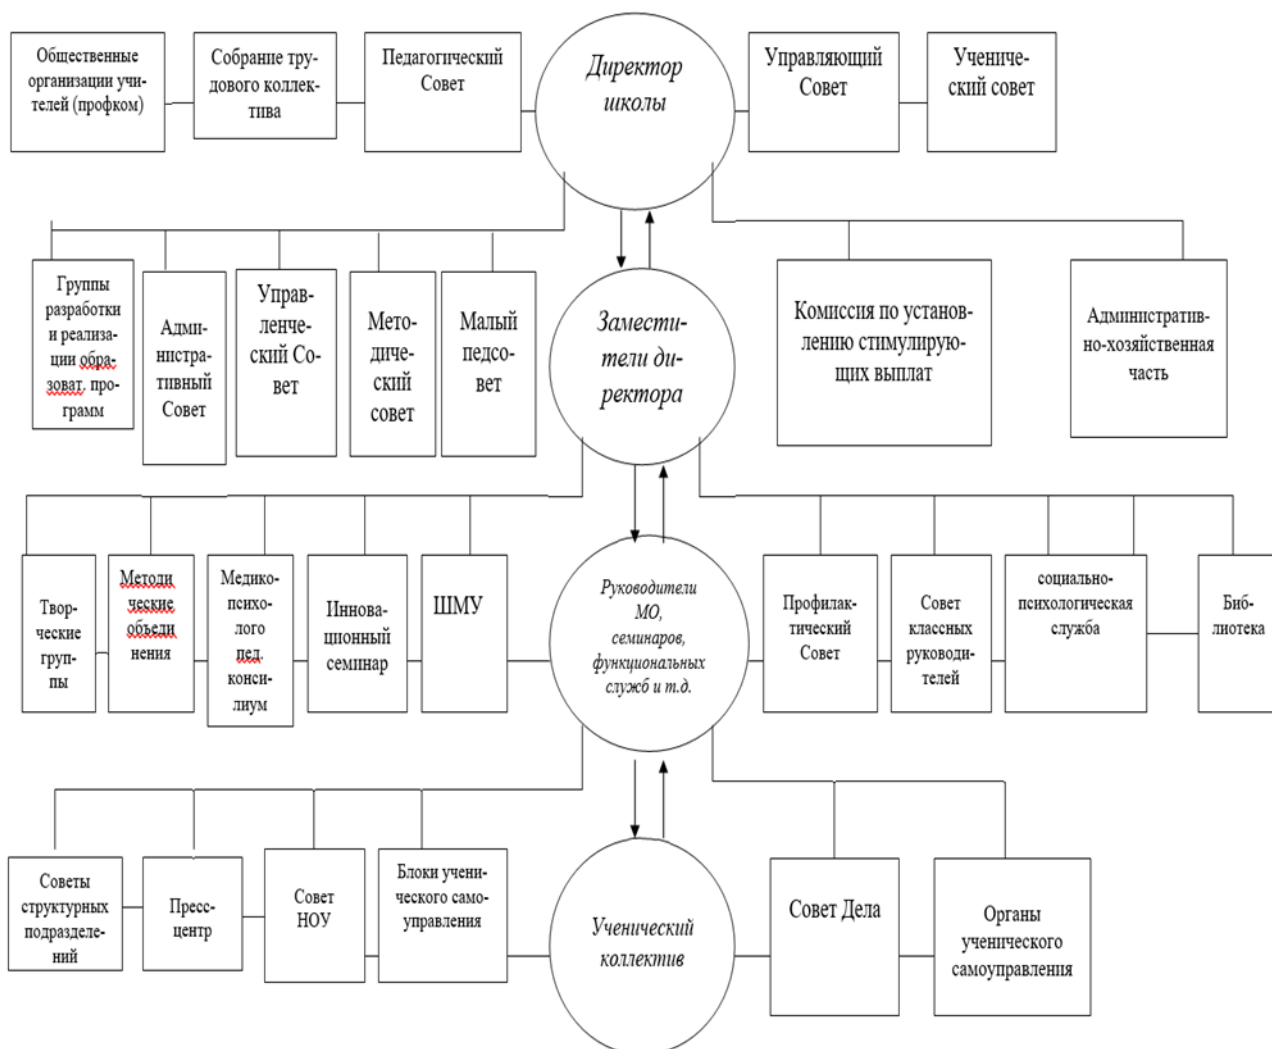 Общественные
организации учи-
телей (профком)
Собрание тру-
дового коллек-
тива
Педагогический
Совет
Директор
школы
Управляющий
Совет
Учениче-
ский совет
Группы
разработки
и реализа-
ции обра-
зоват. про-
грамм
Адми-
нистра-
тивный
Совет
Управ-
ленче-
ский Со-
вет
Мето-
диче-
ский
совет
Малый
педсо-
вет
Замести-
тели ди-
ректора
Комиссия по установ-
лению стимулирую-
щих выплат
Административ-
но-хозяйственная
часть
Твор-
ческие
груп-
пы
Методи
ческие
объеди
нения
Медико-
психо-
лого
пед.
конси-
лиум
Иннова-
ционный
семинар
ШМУ
Руководители
МО,
семинаров,
функциональных
служб и т.д.
Профилак-
тический
Совет
Совет
классных
руководи-
телей
социально-
психологическая
служба
Биб-
лиотека
Советы
структурных
подразделе-
ний
Пресс-
центр
Совет
НОУ
Блоки учени-
ческого само-
управления
Ученический
коллектив
Совет Дела
Органы
ученического
самоуправления